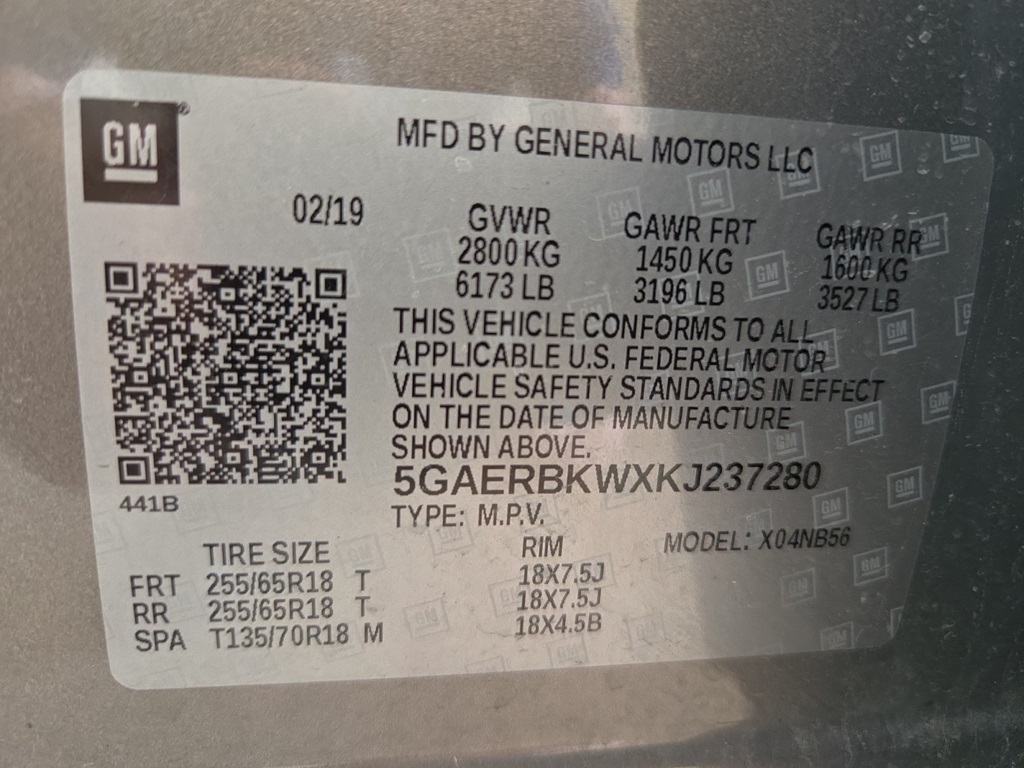 GM
MFD BY GENERAL MOTORS LLC
02/19
GVWR GAWR FRT GAWR RR
2800 KG 1450 KG 1600 KG
6173 LB 3196 LB 3527 LB
THIS VEHICLE CONFORMS TO ALL
APPLICABLE U.S. FEDERAL MOTOR
VEHICLE SAFETY STANDARDS IN EFFECT
ON THE DATE OF MANUFACTURE
SHOWN ABOVE.
5GAERBKWXKJ237280
441B
TYPE: M.P.V.
TIRE SIZE RIM MODEL: X04NB56
FRT 255/65R18 T 18X7.5J
RR 255/65R18 T 18X7.5J
SPA T135/70R18 M 18X4.5B